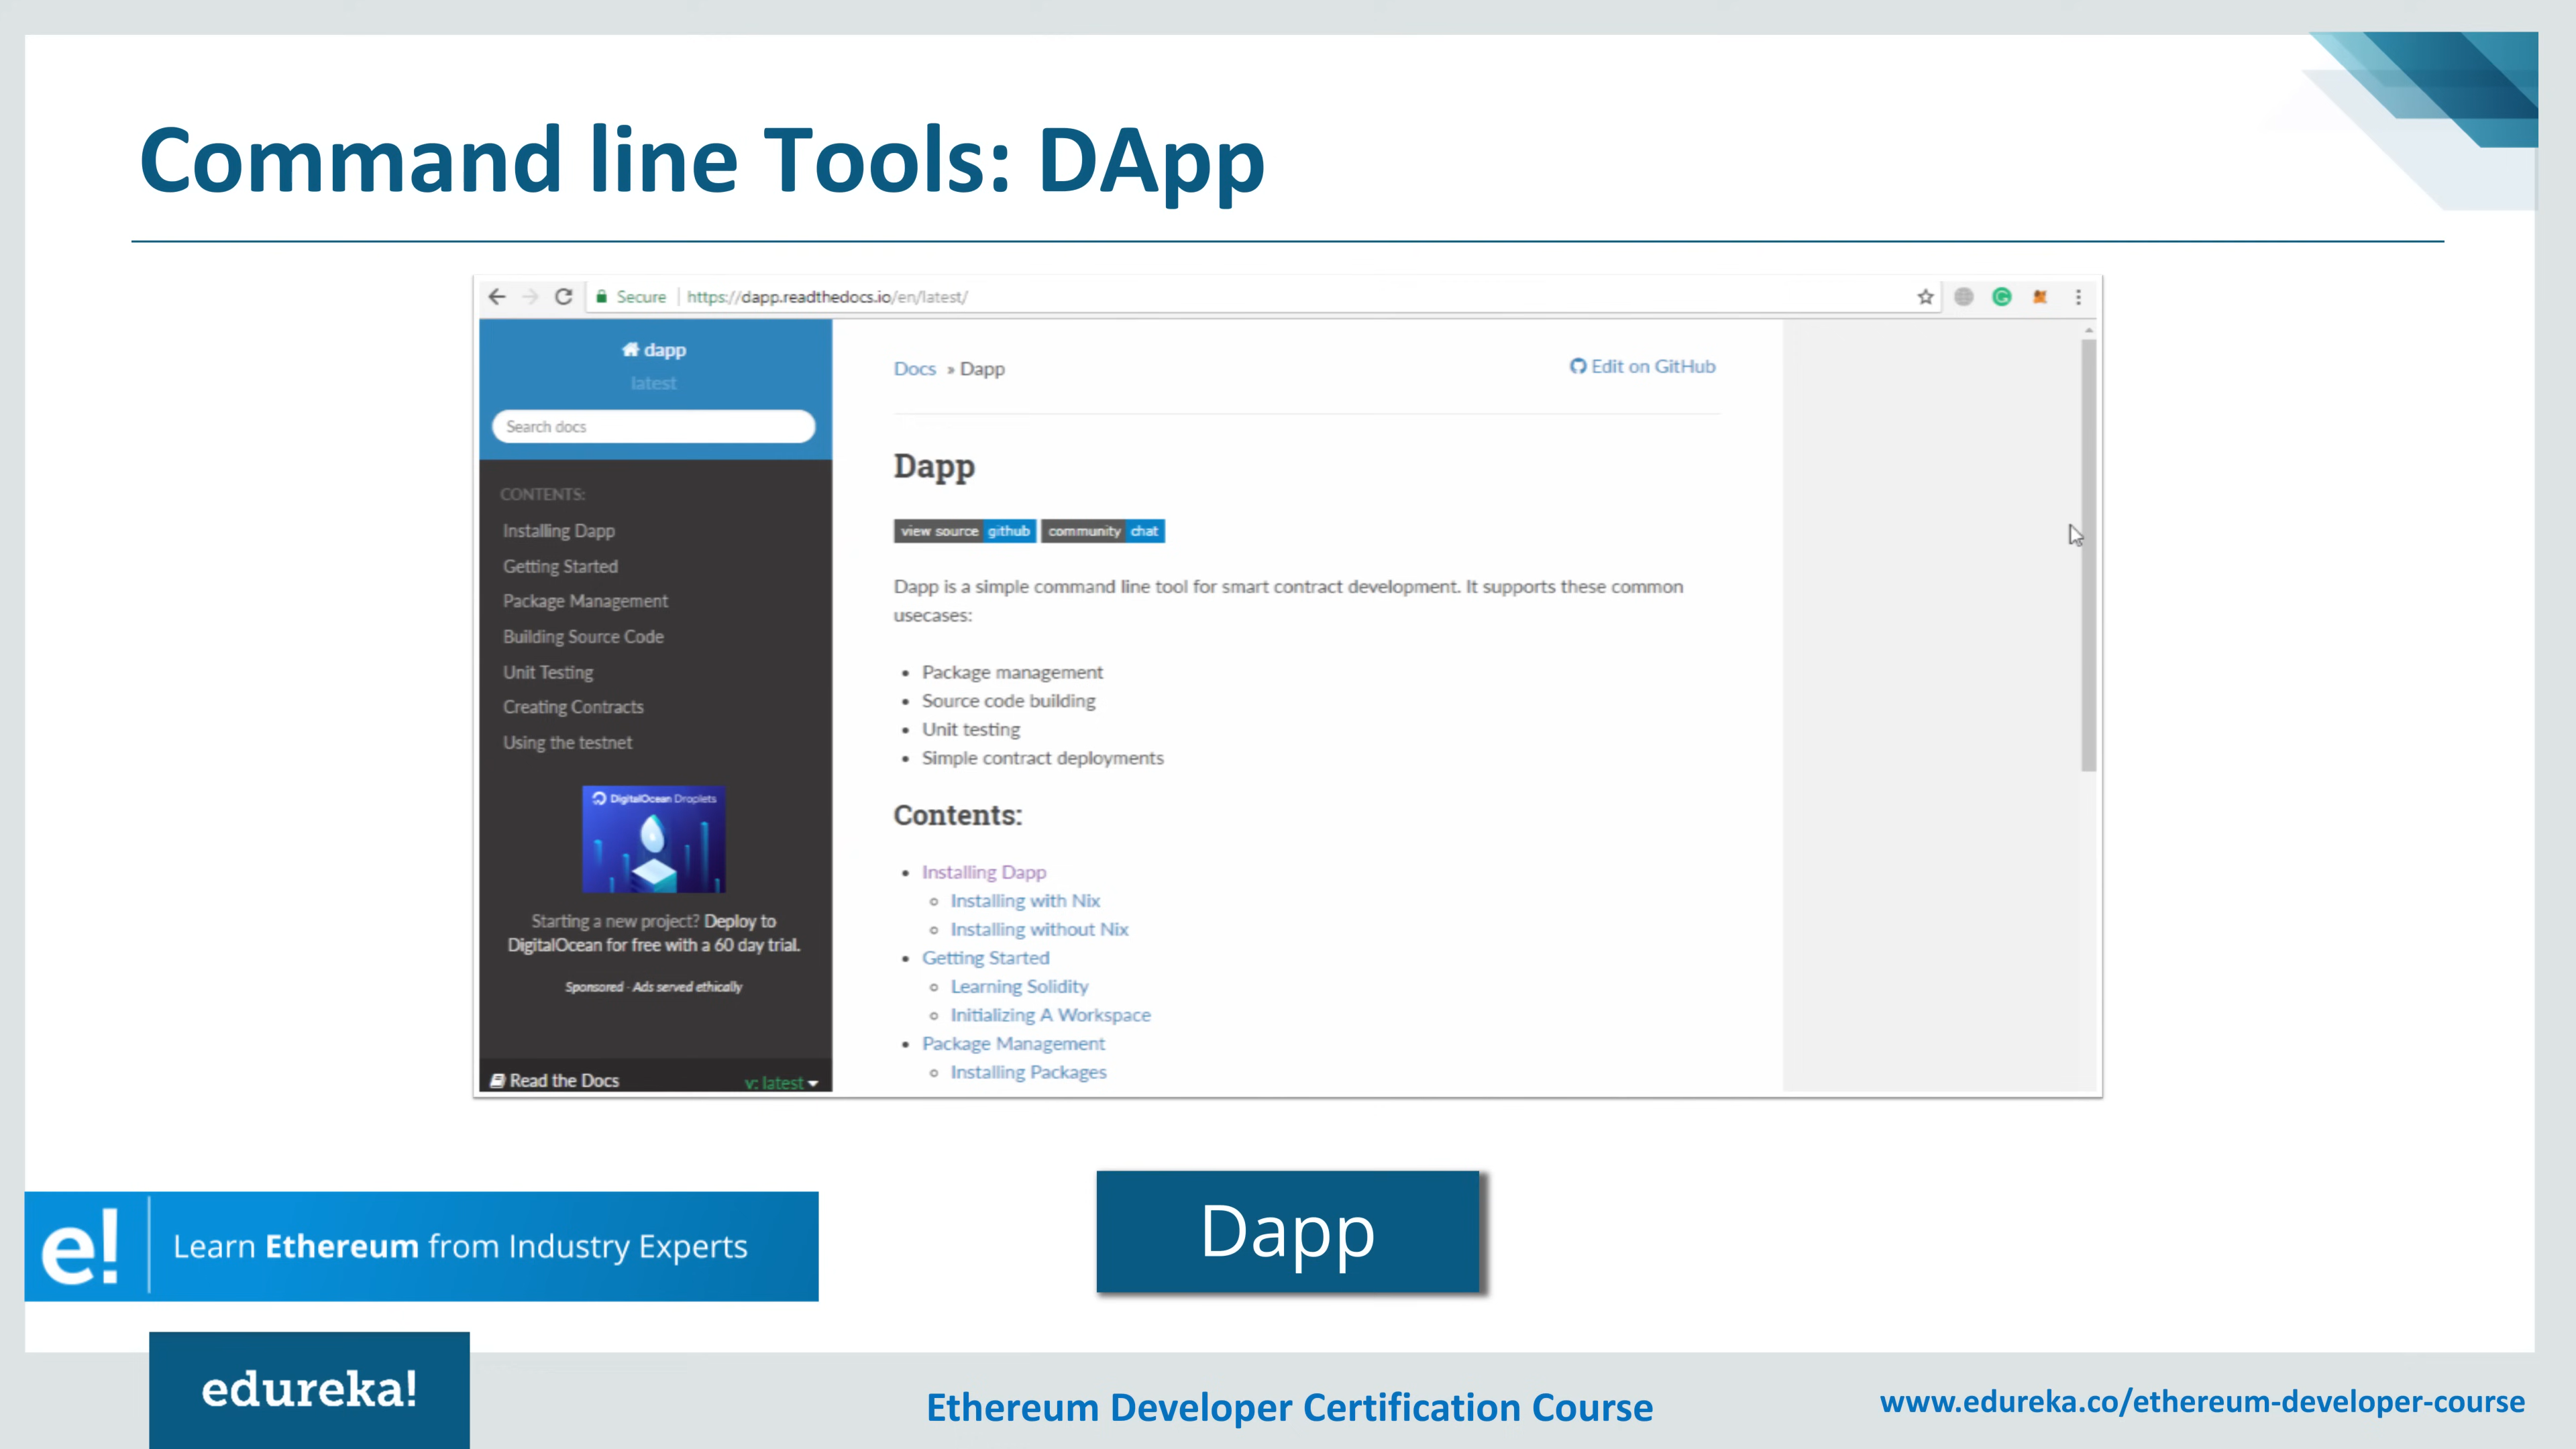 Command line Tools: DApp
Secure https://dapp.readthedocs.io/en/latest/
dapp
latest
Search docs
CONTENTS:
Installing Dapp
Getting Started
Package Management
Building Source Code
Unit Testing
Creating Contracts
Using the testnet
DigitalOcean Droplets
Starting a new project? Deploy to
DigitalOcean for free with a 60 day trial.
Sponsored · Ads served ethically
Read the Docs v: latest
Docs » Dapp Edit on GitHub
Dapp
view source github community chat
Dapp is a simple command line tool for smart contract development. It supports these common
usecases:
• Package management
• Source code building
• Unit testing
• Simple contract deployments
Contents:
• Installing Dapp
◦ Installing with Nix
◦ Installing without Nix
• Getting Started
◦ Learning Solidity
◦ Initializing A Workspace
• Package Management
◦ Installing Packages
Dapp
e! Learn Ethereum from Industry Experts
edureka!
Ethereum Developer Certification Course
www.edureka.co/ethereum-developer-course